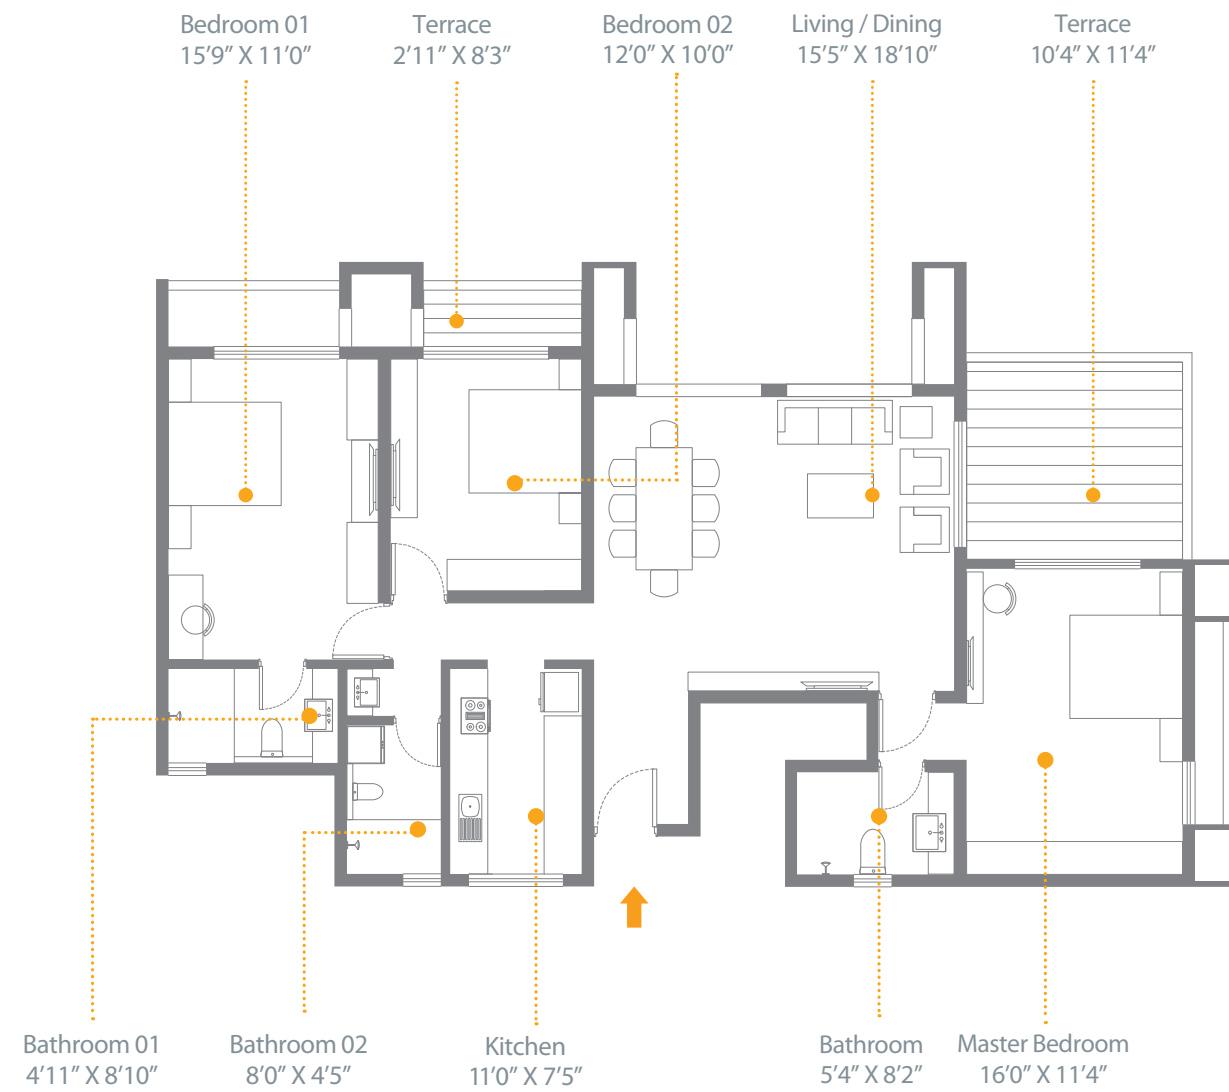 Bedroom 01
15’9” X 11’0”
Terrace
2’11” X 8’3”
Bedroom 02
12’0” X 10’0”
Living / Dining
15’5” X 18’10”
Terrace
10’4” X 11’4”
Bathroom 01
4’11” X 8’10”
Bathroom 02
8’0” X 4’5”
Kitchen
11’0” X 7’5”
Bathroom
5’4” X 8’2”
Master Bedroom
16’0” X 11’4”